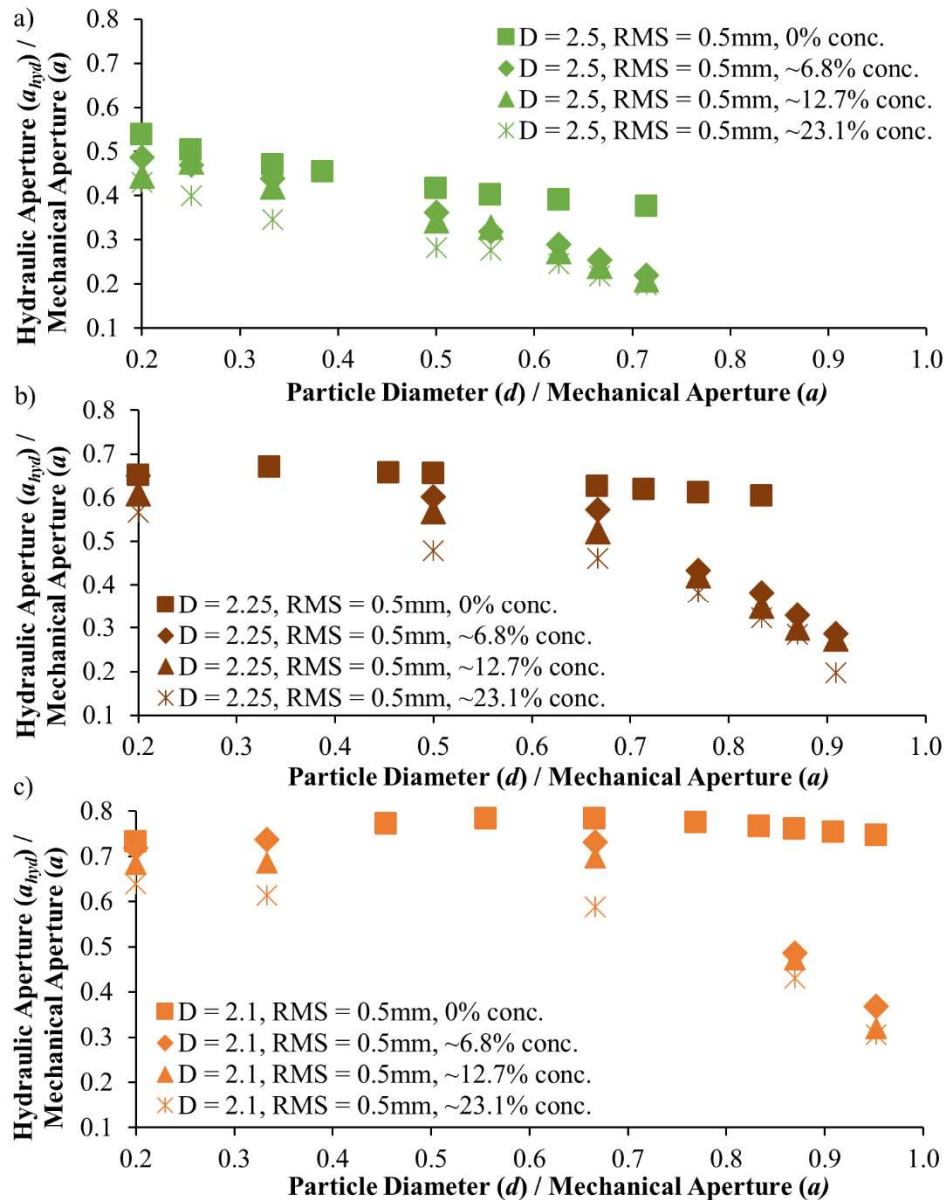 a)
Hydraulic Aperture (a_hyd) /
Mechanical Aperture (a)
0.8
0.7
0.6
0.5
0.4
0.3
0.2
0.1
D = 2.5, RMS = 0.5mm, 0% conc.
D = 2.5, RMS = 0.5mm, ~6.8% conc.
D = 2.5, RMS = 0.5mm, ~12.7% conc.
D = 2.5, RMS = 0.5mm, ~23.1% conc.
0.2 0.3 0.4 0.5 0.6 0.7 0.8 0.9 1.0
Particle Diameter (d) / Mechanical Aperture (a)
b)
Hydraulic Aperture (a_hyd) /
Mechanical Aperture (a)
0.8
0.7
0.6
0.5
0.4
0.3
0.2
0.1
D = 2.25, RMS = 0.5mm, 0% conc.
D = 2.25, RMS = 0.5mm, ~6.8% conc.
D = 2.25, RMS = 0.5mm, ~12.7% conc.
D = 2.25, RMS = 0.5mm, ~23.1% conc.
0.2 0.3 0.4 0.5 0.6 0.7 0.8 0.9 1.0
Particle Diameter (d) / Mechanical Aperture (a)
c)
Hydraulic Aperture (a_hyd) /
Mechanical Aperture (a)
0.8
0.7
0.6
0.5
0.4
0.3
0.2
0.1
D = 2.1, RMS = 0.5mm, 0% conc.
D = 2.1, RMS = 0.5mm, ~6.8% conc.
D = 2.1, RMS = 0.5mm, ~12.7% conc.
D = 2.1, RMS = 0.5mm, ~23.1% conc.
0.2 0.3 0.4 0.5 0.6 0.7 0.8 0.9 1.0
Particle Diameter (d) / Mechanical Aperture (a)